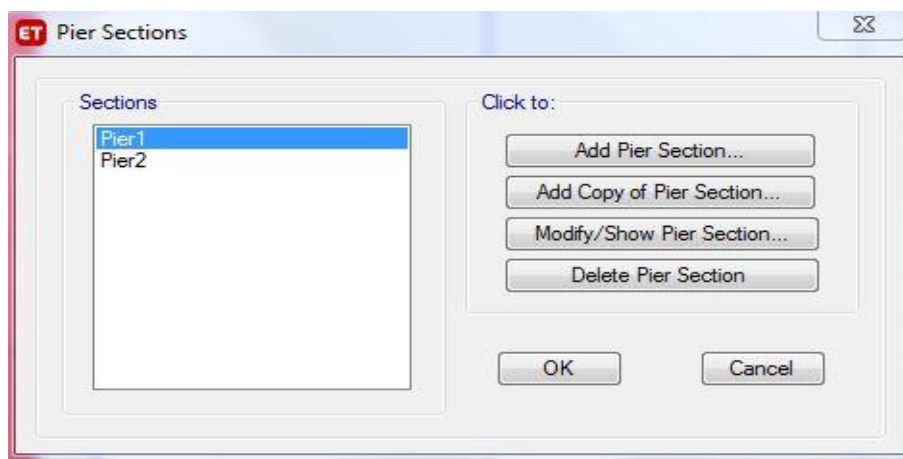 ET Pier Sections
Sections
Pier1
Pier2
Click to:
Add Pier Section...
Add Copy of Pier Section...
Modify/Show Pier Section...
Delete Pier Section
OK
Cancel